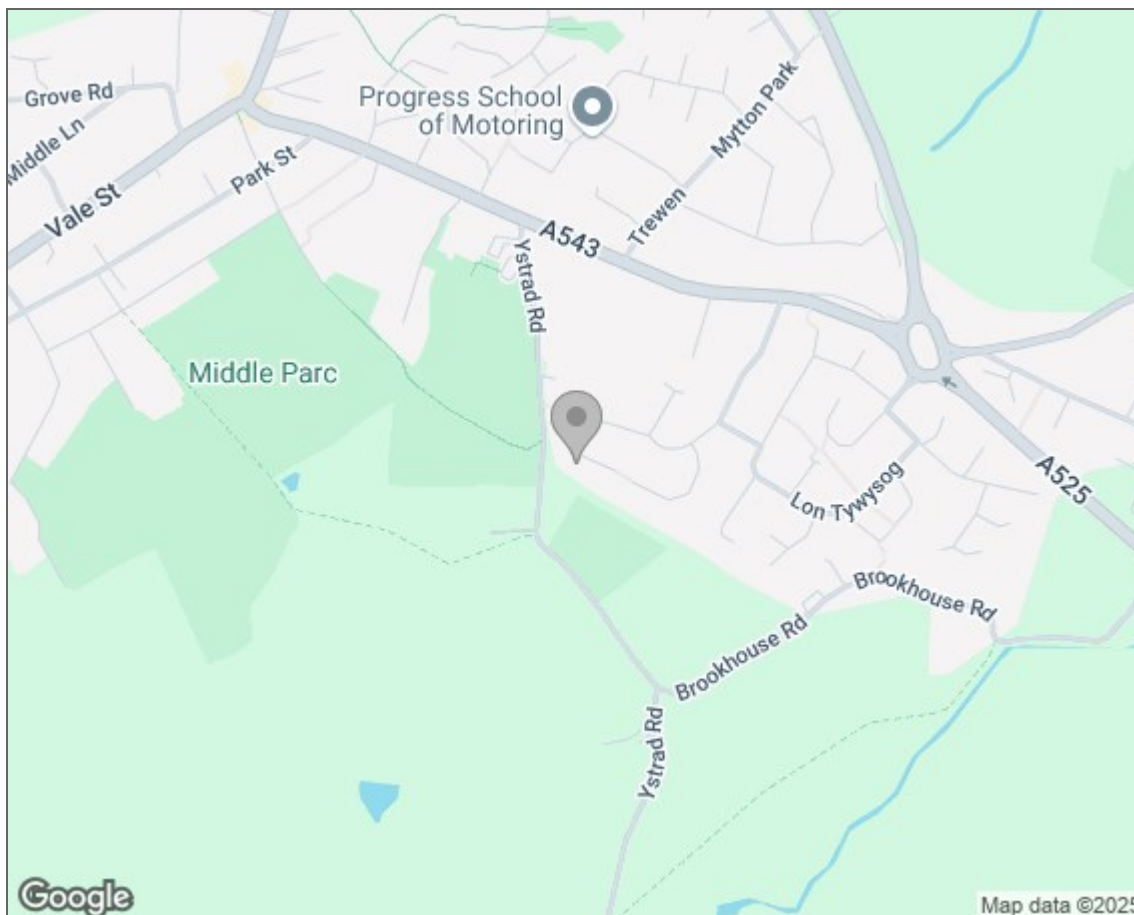 Grove Rd
Middle Ln
Vale St
Park St
Progress School
of Motoring
Mytton Park
Trewen
A543
Ystrad Rd
Middle Parc
Lon Tywysog
A525
Brookhouse Rd
Brookhouse Rd
Ystrad Rd
Google
Map data ©2025